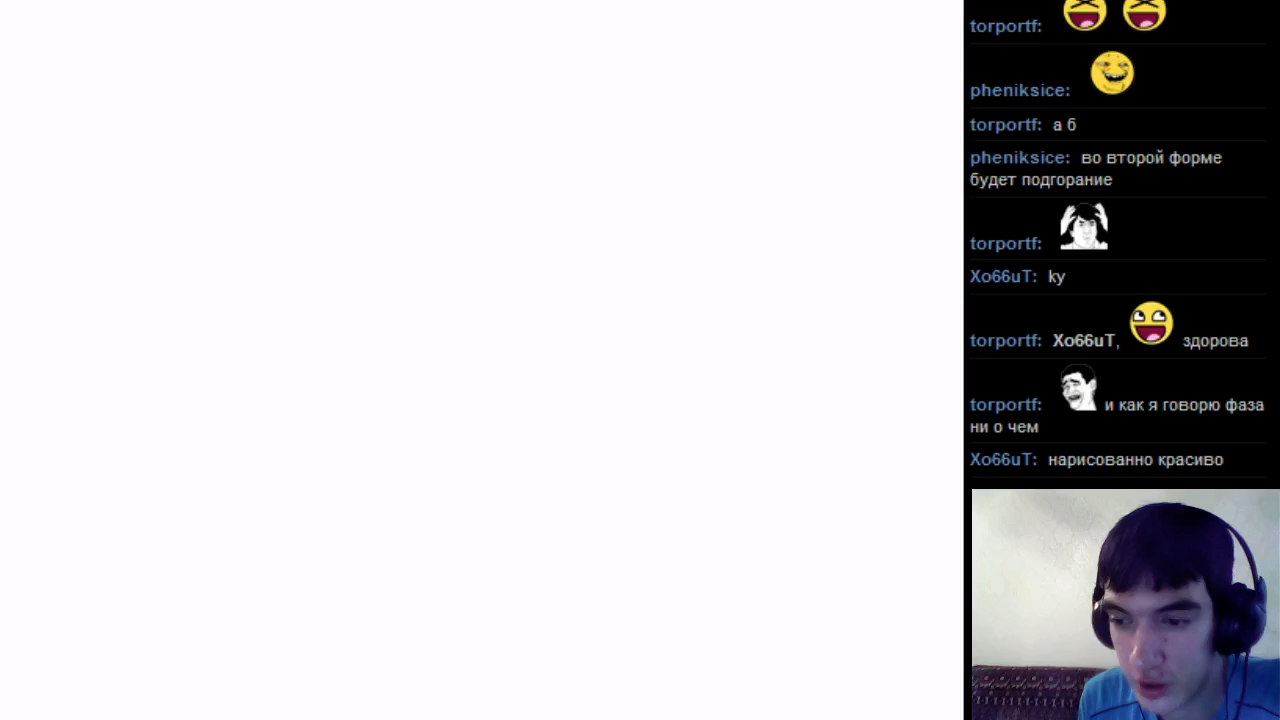 torportf:
pheniksice:
torportf: а б
pheniksice: во второй форме
будет подгорание
torportf:
Xo66uT: ky
torportf: Xo66uT, здорова
torportf: и как я говорю фаза
ни о чем
Xo66uT: нарисованно красиво